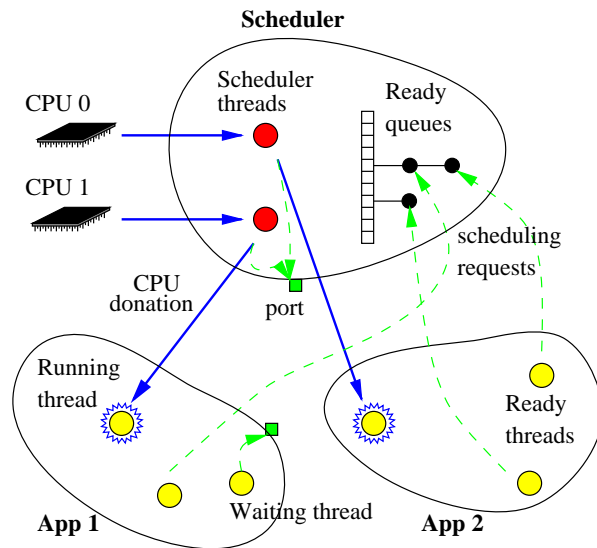 Scheduler
CPU 0
Scheduler
threads
Ready
queues
CPU 1
scheduling
requests
CPU
donation
port
Running
thread
Ready
threads
Waiting thread
App 1
App 2